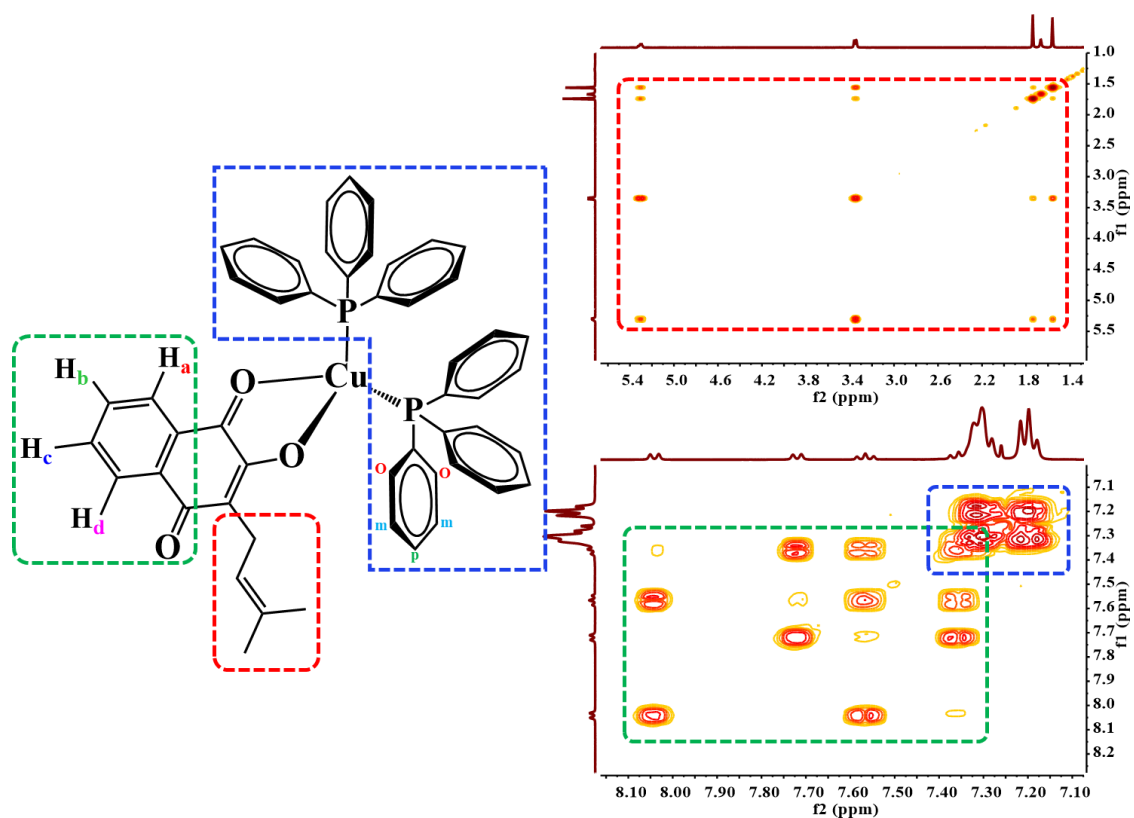 P
Cu
P
O
O
O
Ha
Hb
Hc
Hd
O
O
m
m
p
1.0
1.5
2.0
2.5
3.0
3.5
4.0
4.5
5.0
5.5
f1 (ppm)
5.4 5.0 4.6 4.2 3.8 3.4 3.0 2.6 2.2 1.8 1.4
f2 (ppm)
7.1
7.2
7.3
7.4
7.5
7.6
7.7
7.8
7.9
8.0
8.1
8.2
f1 (ppm)
8.10 8.00 7.90 7.80 7.70 7.60 7.50 7.40 7.30 7.20 7.10
f2 (ppm)